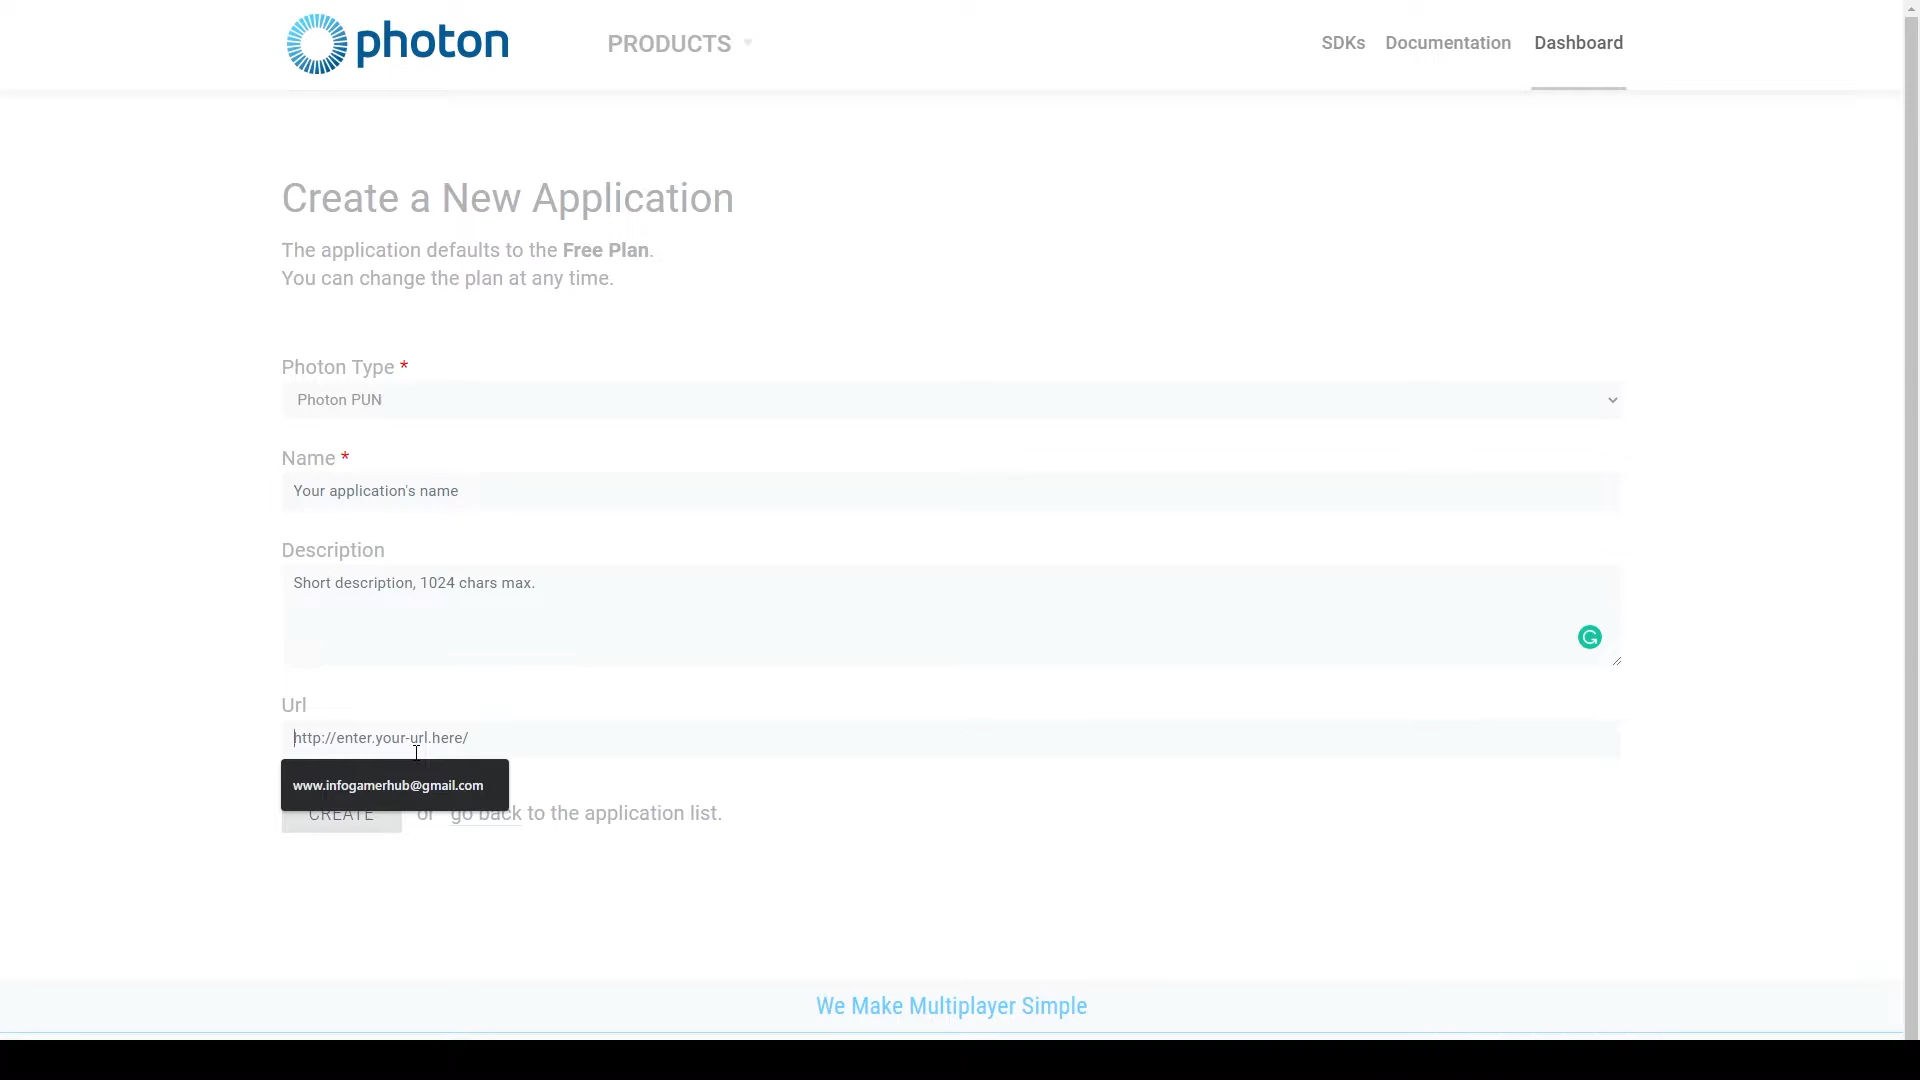 photon
PRODUCTS
SDKs Documentation Dashboard
Create a New Application
The application defaults to the Free Plan.
You can change the plan at any time.
Photon Type *
Photon PUN
Name *
Your application's name
Description
Short description, 1024 chars max.
Url
http://enter.your-url.here/
www.infogamerhub@gmail.com
CREATE or go back to the application list.
We Make Multiplayer Simple